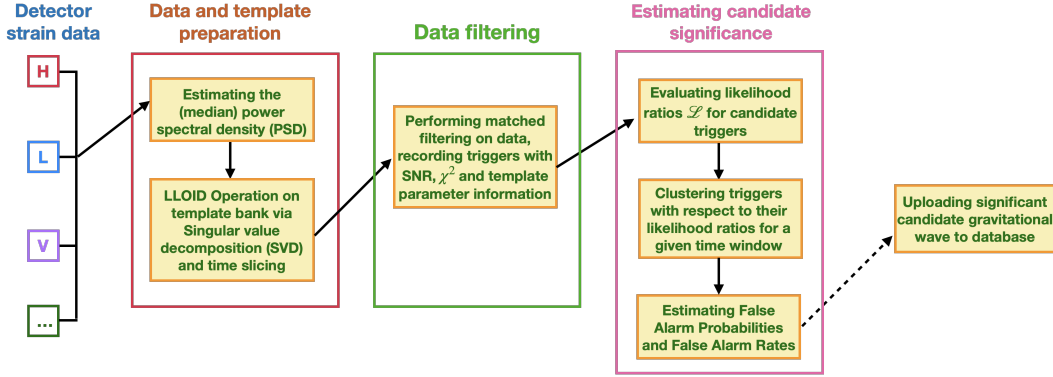 Detector
strain data
H
L
V
...
Data and template
preparation
Estimating the
(median) power
spectral density (PSD)
LLOID Operation on
template bank via
Singular value
decomposition (SVD)
and time slicing
Data filtering
Performing matched
filtering on data,
recording triggers with
SNR, χ² and template
parameter information
Estimating candidate
significance
Evaluating likelihood
ratios ℒ for candidate
triggers
Clustering triggers
with respect to their
likelihood ratios for a
given time window
Estimating False
Alarm Probabilities
and False Alarm Rates
Uploading significant
candidate gravitational
wave to database